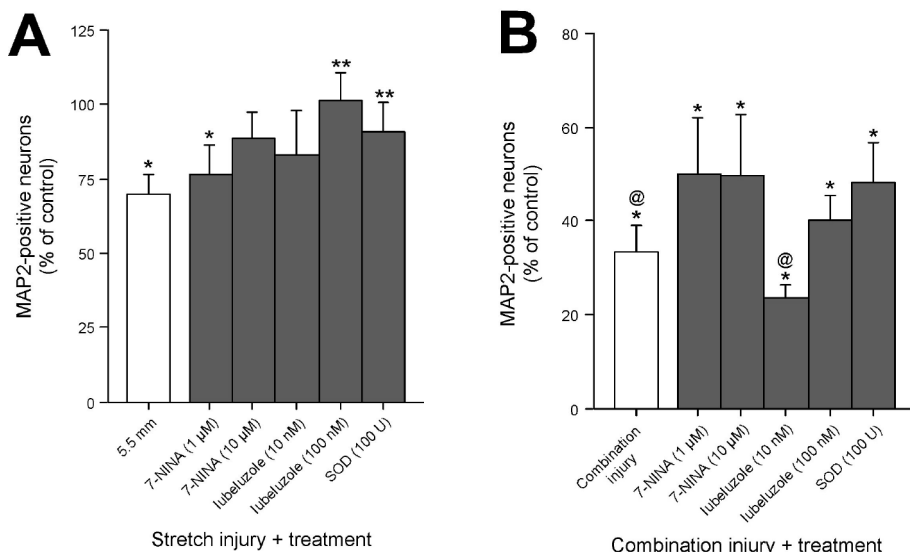 A
MAP2-positive neurons
(% of control)
125
100
75
50
25
0
*
*
**
**
5.5 mm
7-NINA (1 µM)
7-NINA (10 µM)
lubeluzole (10 nM)
lubeluzole (100 nM)
SOD (100 U)
Stretch injury + treatment
B
MAP2-positive neurons
(% of control)
80
60
40
20
0
@
*
*
*
@
*
*
*
Combination
injury
7-NINA (1 µM)
7-NINA (10 µM)
lubeluzole (10 nM)
lubeluzole (100 nM)
SOD (100 U)
Combination injury + treatment